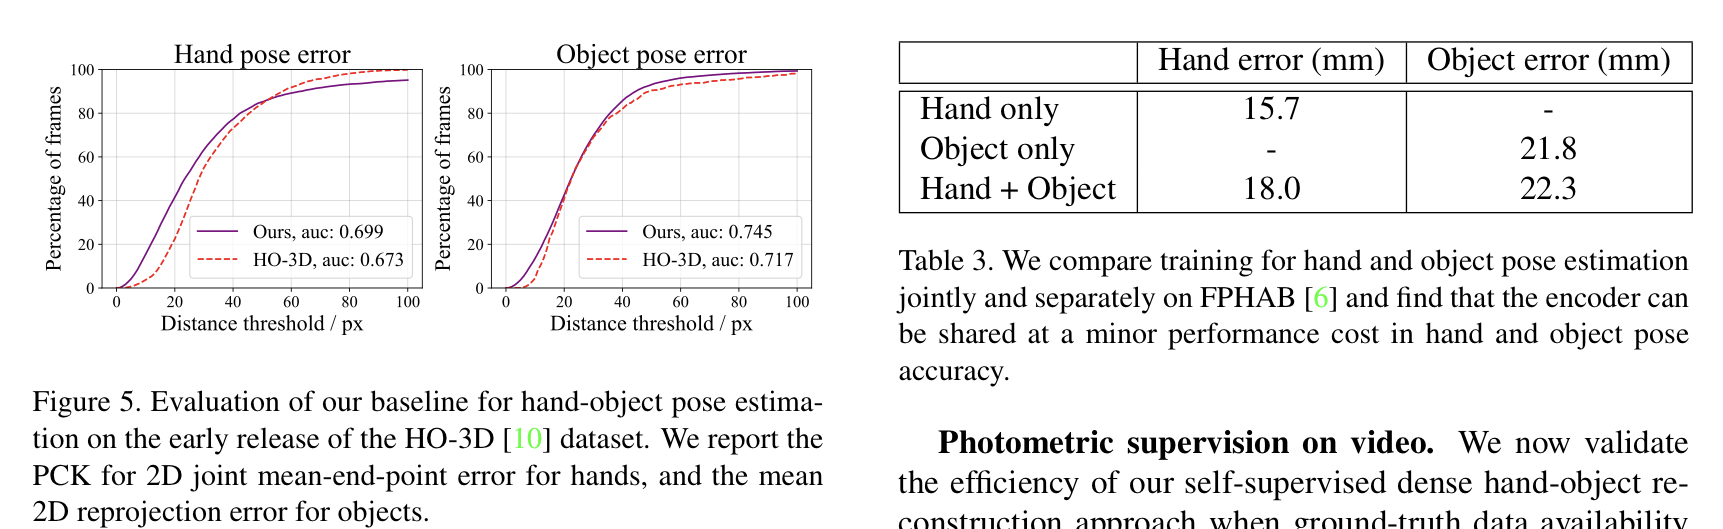 Hand pose error
100
80
60
40
20
0
Percentage of frames
Ours, auc: 0.699
HO-3D, auc: 0.673
0 20 40 60 80 100
Distance threshold / px
Object pose error
100
80
60
40
20
0
Percentage of frames
Ours, auc: 0.745
HO-3D, auc: 0.717
0 20 40 60 80 100
Distance threshold / px
Figure 5. Evaluation of our baseline for hand-object pose estima-
tion on the early release of the HO-3D [10] dataset. We report the
PCK for 2D joint mean-end-point error for hands, and the mean
2D reprojection error for objects.
Hand error (mm) Object error (mm)
Hand only 15.7 -
Object only - 21.8
Hand + Object 18.0 22.3
Table 3. We compare training for hand and object pose estimation
jointly and separately on FPHAB [6] and find that the encoder can
be shared at a minor performance cost in hand and object pose
accuracy.
Photometric supervision on video. We now validate
the efficiency of our self-supervised dense hand-object re-
construction approach when ground-truth data availability